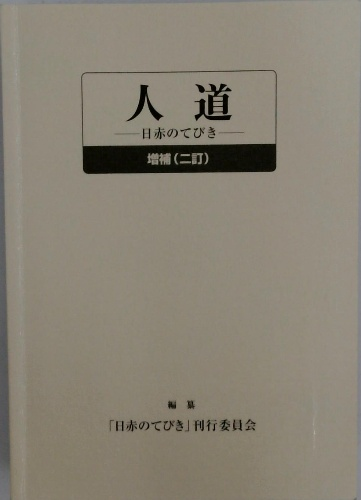 人道
―日赤のてびき―
増補(二訂)
編纂
「日赤のてびき」刊行委員会